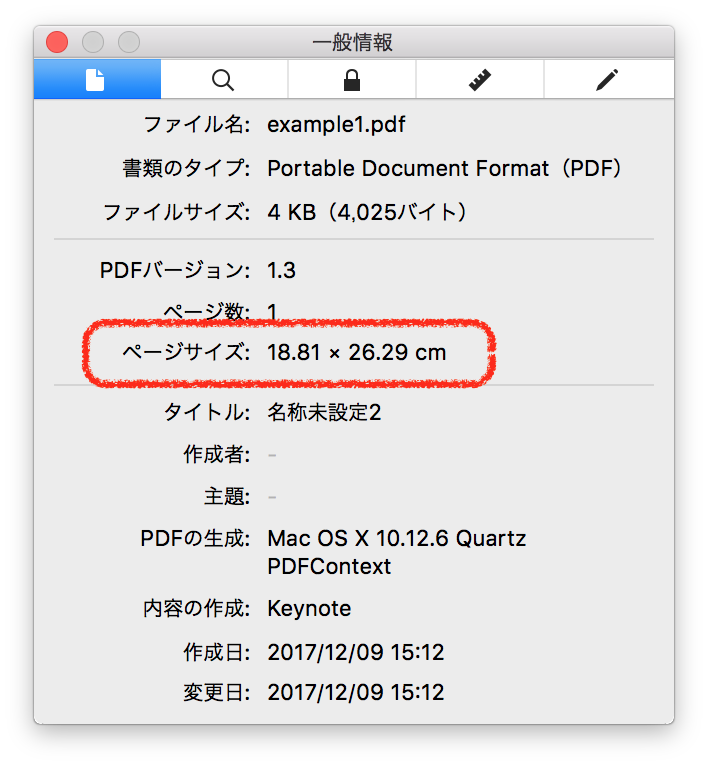 一般情報
ファイル名: example1.pdf
書類のタイプ: Portable Document Format（PDF）
ファイルサイズ: 4 KB（4,025バイト）
PDFバージョン: 1.3
ページ数: 1
ページサイズ: 18.81 × 26.29 cm
タイトル: 名称未設定2
作成者: -
主題: -
PDFの生成: Mac OS X 10.12.6 Quartz
PDFContext
内容の作成: Keynote
作成日: 2017/12/09 15:12
変更日: 2017/12/09 15:12